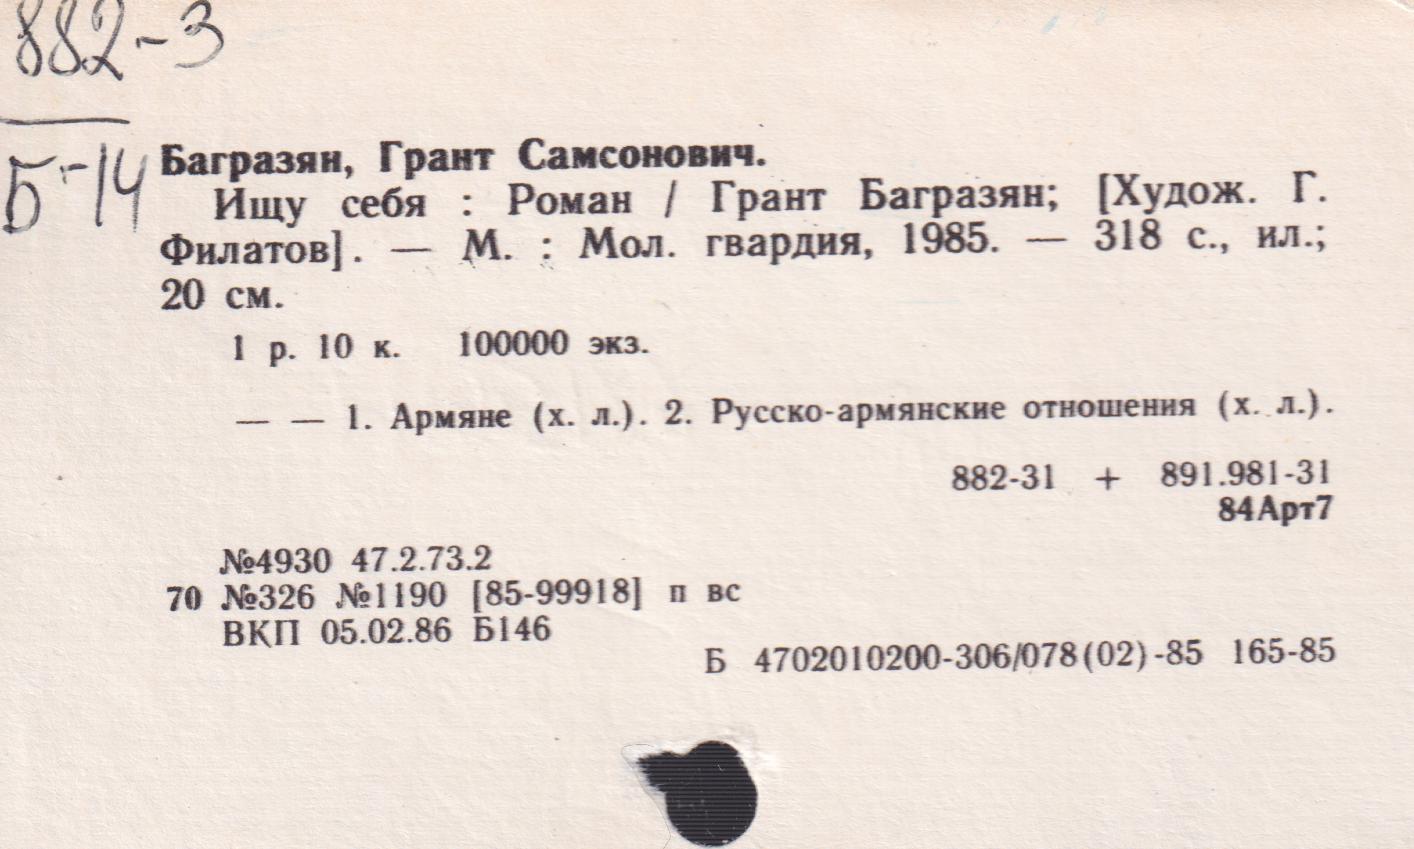 882-3
Б-14
Багразян, Грант Самсонович.
Ищу себя : Роман / Грант Багразян; [Худож. Г.
Филатов]. — М. : Мол. гвардия, 1985. — 318 с., ил.;
20 см.
1 р. 10 к. 100000 экз.
— — 1. Армяне (х. л.). 2. Русско-армянские отношения (х. л.).
882-31 + 891.981-31
84Арт7
№4930 47.2.73.2
70 №326 №1190 [85-99918] п вс
ВКП 05.02.86 Б146
Б 4702010200-306/078(02)-85 165-85